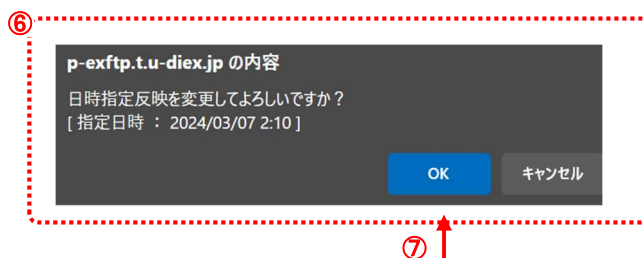 ⑥
p-exftp.t.u-diex.jp の内容
日時指定反映を変更してよろしいですか？
[ 指定日時 ： 2024/03/07 2:10 ]
OK キャンセル
⑦